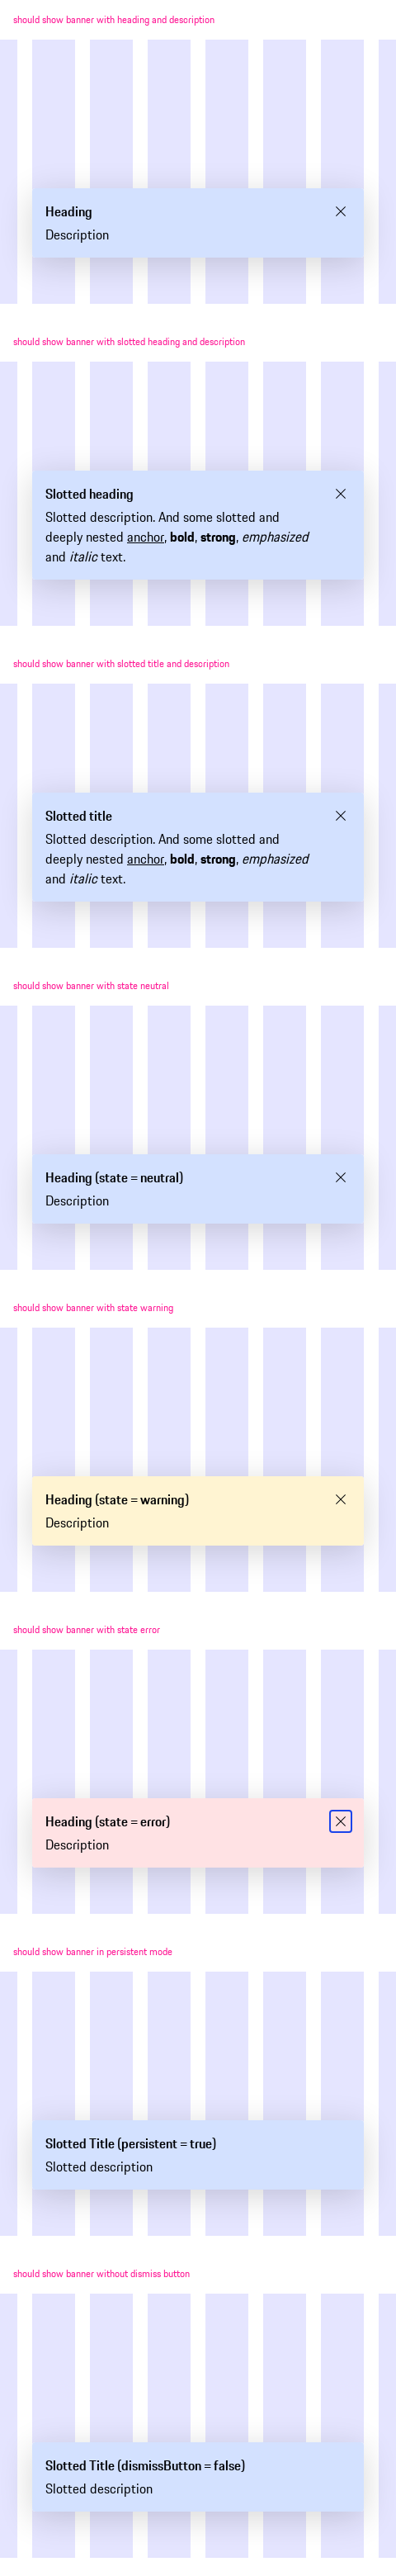 should show banner with heading and description
Heading
Description
should show banner with slotted heading and description
Slotted heading
Slotted description. And some slotted and
deeply nested anchor, bold, strong, emphasized
and italic text.
should show banner with slotted title and description
Slotted title
Slotted description. And some slotted and
deeply nested anchor, bold, strong, emphasized
and italic text.
should show banner with state neutral
Heading (state = neutral)
Description
should show banner with state warning
Heading (state = warning)
Description
should show banner with state error
Heading (state = error)
Description
should show banner in persistent mode
Slotted Title (persistent = true)
Slotted description
should show banner without dismiss button
Slotted Title (dismissButton = false)
Slotted description